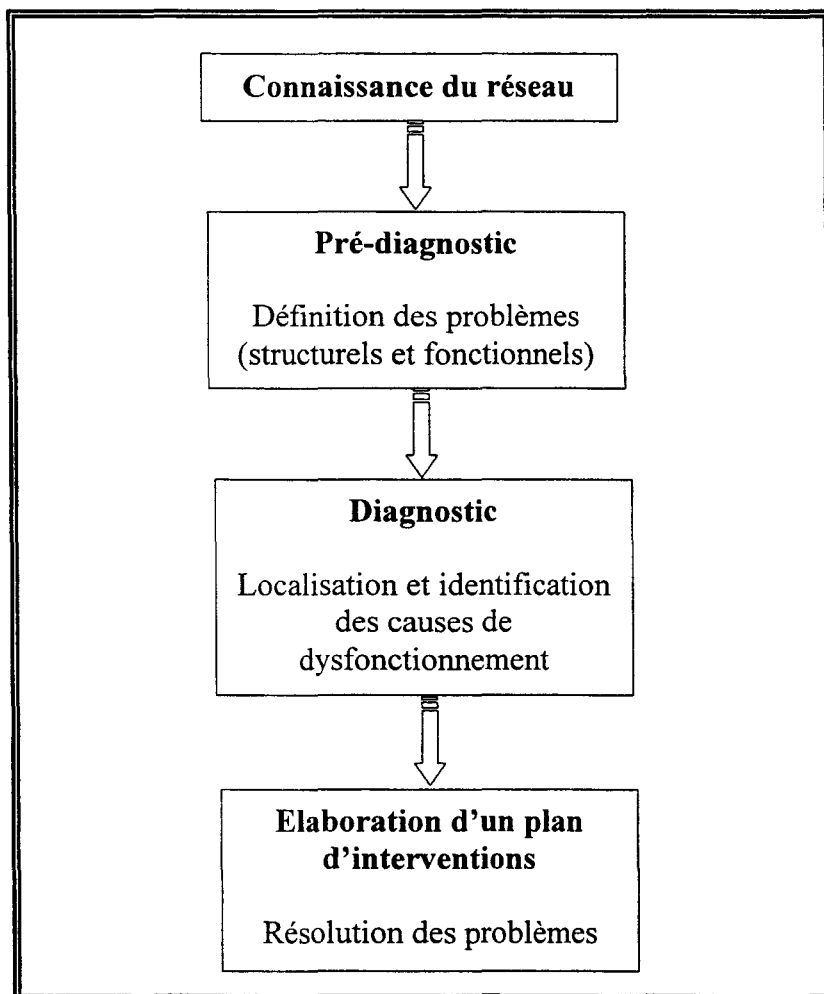 Connaissance du réseau
Pré-diagnostic
Définition des problèmes
(structurels et fonctionnels)
Diagnostic
Localisation et identification
des causes de
dysfonctionnement
Elaboration d'un plan
d'interventions
Résolution des problèmes